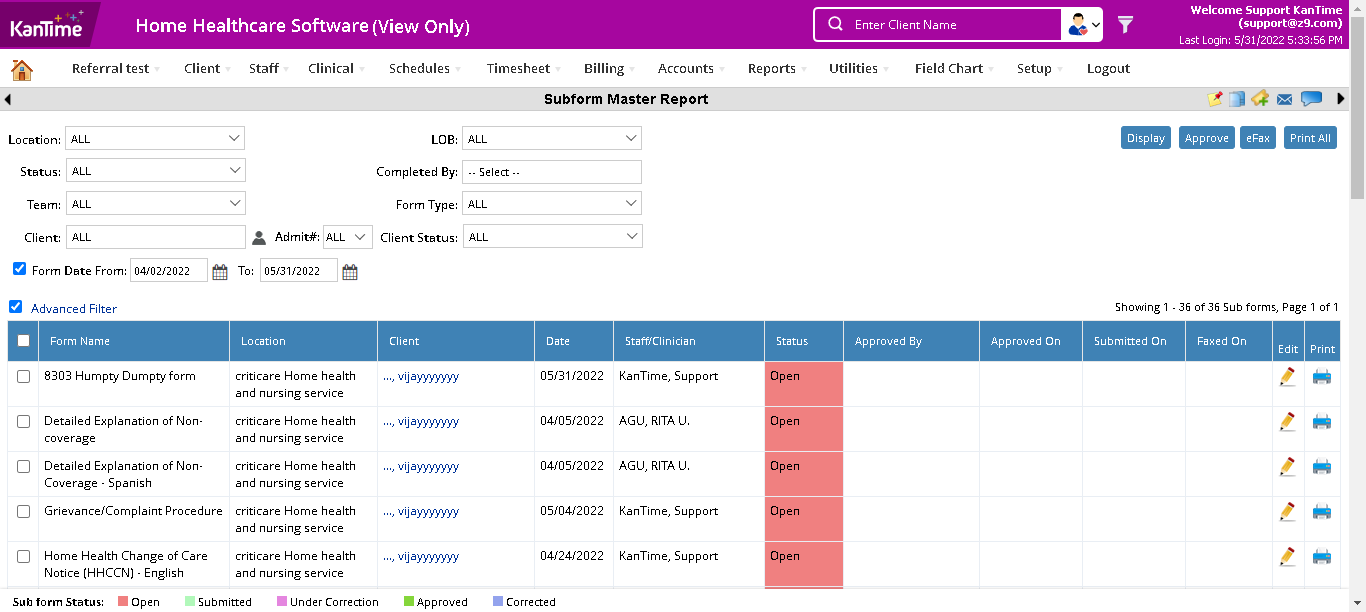 KanTime
Home Healthcare Software (View Only)
Enter Client Name
Welcome Support KanTime
(support@z9.com)
Last Login: 5/31/2022 5:33:56 PM
Referral test Client Staff Clinical Schedules Timesheet Billing Accounts Reports Utilities Field Chart Setup Logout
Subform Master Report
Location: ALL LOB: ALL Display Approve eFax Print All
Status: ALL Completed By: -- Select --
Team: ALL Form Type: ALL
Client: ALL Admit#: ALL Client Status: ALL
Form Date From: 04/02/2022 To: 05/31/2022
Advanced Filter Showing 1 - 36 of 36 Sub forms, Page 1 of 1
Form Name Location Client Date Staff/Clinician Status Approved By Approved On Submitted On Faxed On Edit Print
8303 Humpty Dumpty form criticare Home health ..., vijayyyyyyy 05/31/2022 KanTime, Support Open
and nursing service
Detailed Explanation of Non- criticare Home health ..., vijayyyyyyy 04/05/2022 AGU, RITA U. Open
coverage and nursing service
Detailed Explanation of Non- criticare Home health ..., vijayyyyyyy 04/05/2022 AGU, RITA U. Open
Coverage - Spanish and nursing service
Grievance/Complaint Procedure criticare Home health ..., vijayyyyyyy 05/04/2022 KanTime, Support Open
and nursing service
Home Health Change of Care criticare Home health ..., vijayyyyyyy 04/24/2022 KanTime, Support Open
Notice (HHCCN) - English and nursing service
Sub form Status: Open Submitted Under Correction Approved Corrected